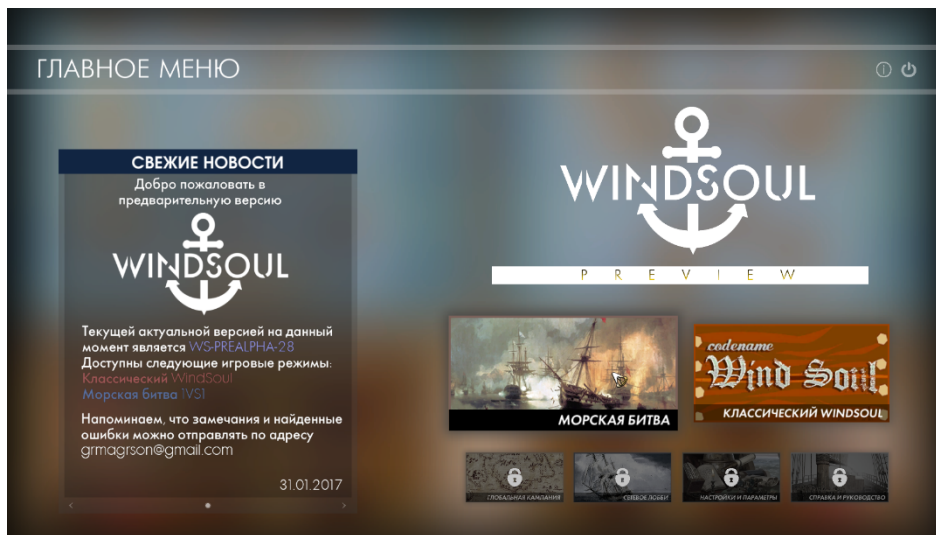 ГЛАВНОЕ МЕНЮ
СВЕЖИЕ НОВОСТИ
Добро пожаловать в
предварительную версию
WINDSOUL
Текущей актуальной версией на данный
момент является WS-PREALPHA-28
Доступны следующие игровые режимы:
Классический WindSoul
Морская битва 1VS1
Напоминаем, что замечания и найденные
ошибки можно отправлять по адресу
grmagrson@gmail.com
31.01.2017
WINDSOUL
PREVIEW
МОРСКАЯ БИТВА
codename
Wind Soul
КЛАССИЧЕСКИЙ WINDSOUL
ГЛОБАЛЬНАЯ КАМПАНИЯ
СЕТЕВОЕ ЛОББИ
НАСТРОЙКИ И ПАРАМЕТРЫ
СПРАВКА И РУКОВОДСТВО